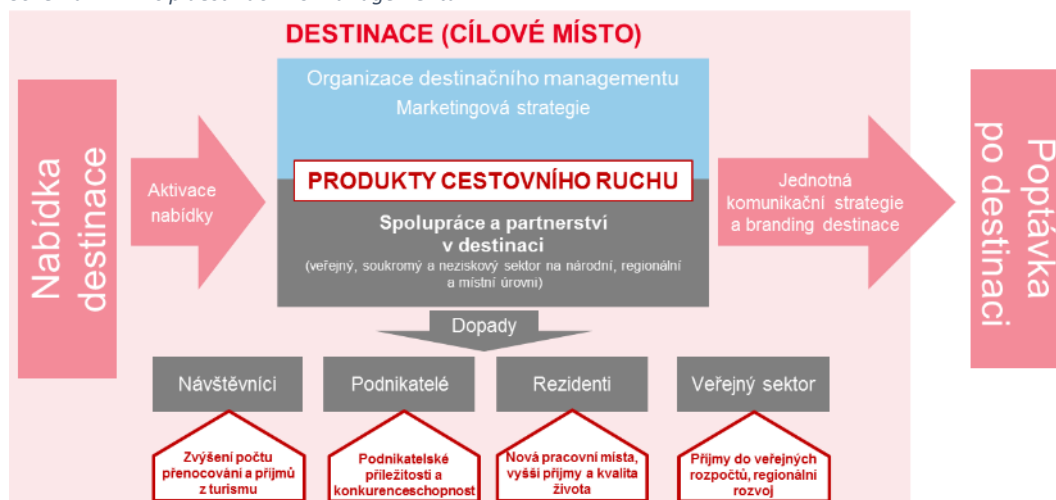 DESTINACE (CÍLOVÉ MÍSTO)
Nabídka
destinace
Aktivace
nabídky
Organizace destinačního managementu
Marketingová strategie
PRODUKTY CESTOVNÍHO RUCHU
Spolupráce a partnerství
v destinaci
(veřejný, soukromý a neziskový sektor na národní, regionální
a místní úrovni)
Jednotná
komunikační strategie
a branding destinace
Poptávka
po destinaci
Dopady
Návštěvníci
Podnikatelé
Rezidenti
Veřejný sektor
Zvýšení počtu
přenocování a příjmů
z turismu
Podnikatelské
příležitosti a
konkurenceschopnost
Nová pracovní místa,
vyšší příjmy a kvalita
života
Příjmy do veřejných
rozpočtů, regionální
rozvoj